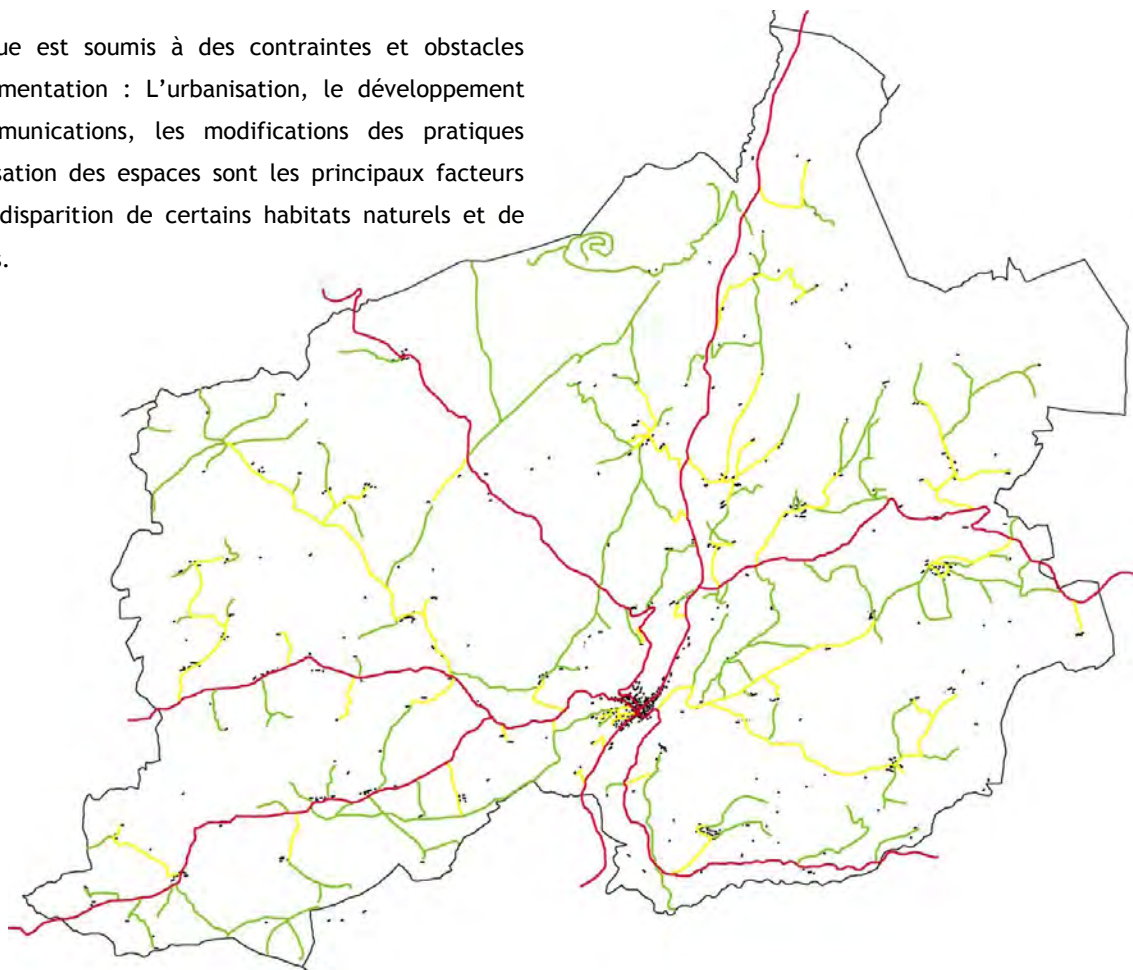 ue est soumis à des contraintes et obstacles
mentation : L’urbanisation, le développement
munications, les modifications des pratiques
sation des espaces sont les principaux facteurs
disparition de certains habitats naturels et de
s.